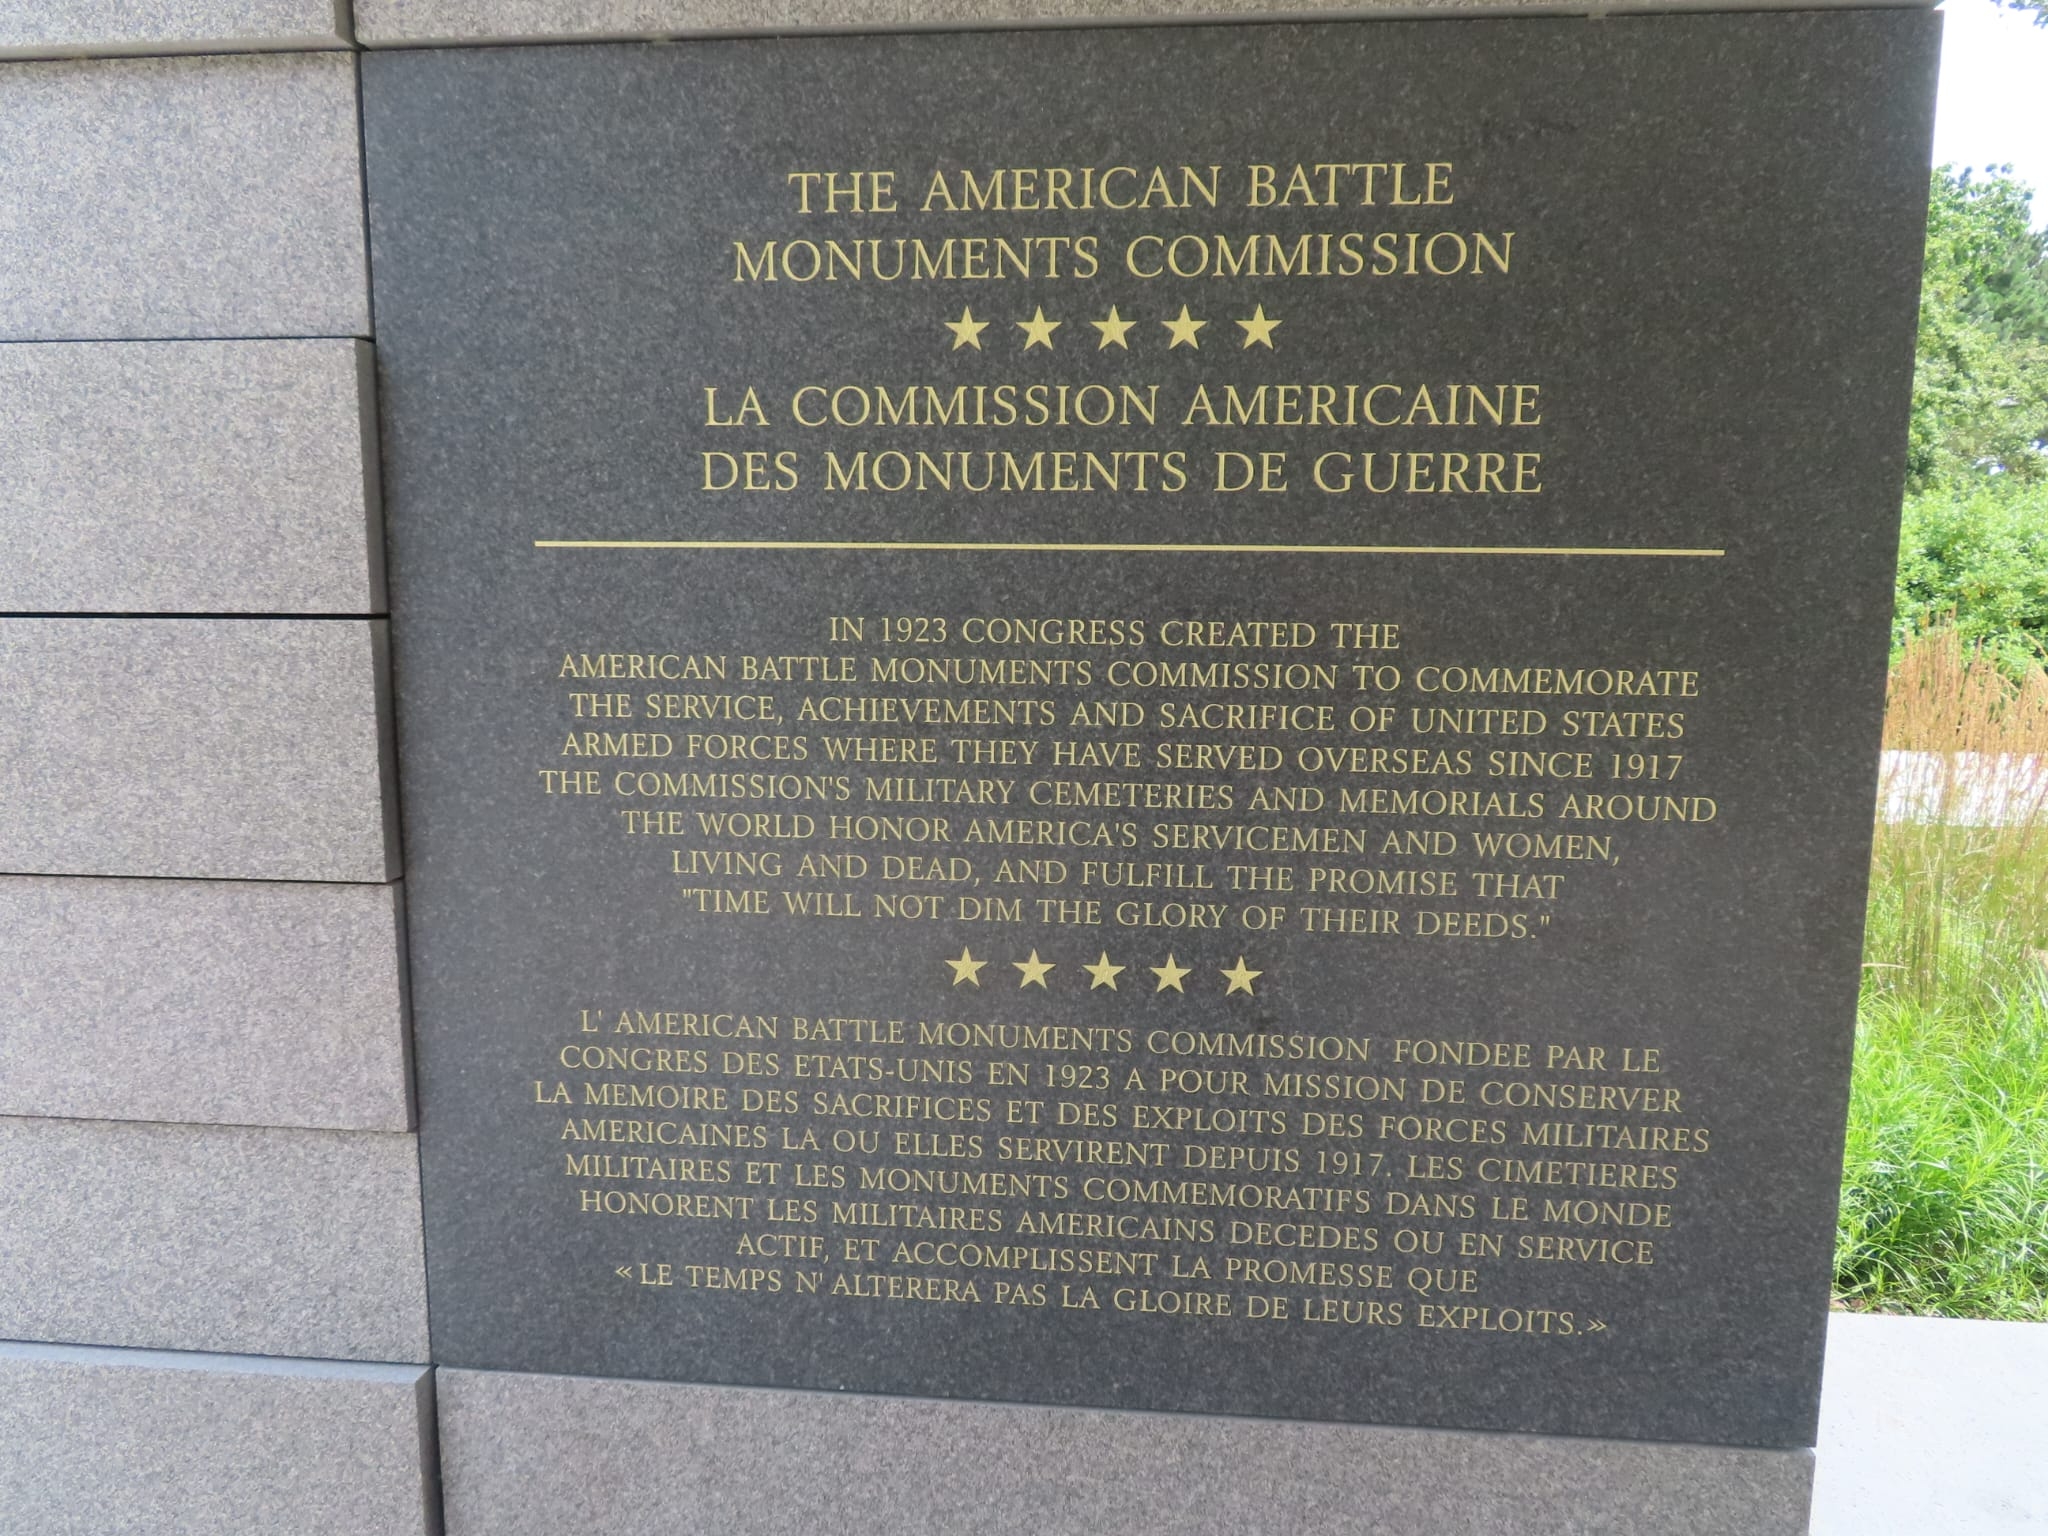 THE AMERICAN BATTLE
MONUMENTS COMMISSION
LA COMMISSION AMERICAINE
DES MONUMENTS DE GUERRE
IN 1923 CONGRESS CREATED THE
AMERICAN BATTLE MONUMENTS COMMISSION TO COMMEMORATE
THE SERVICE, ACHIEVEMENTS AND SACRIFICE OF UNITED STATES
ARMED FORCES WHERE THEY HAVE SERVED OVERSEAS SINCE 1917
THE COMMISSION'S MILITARY CEMETERIES AND MEMORIALS AROUND
THE WORLD HONOR AMERICA'S SERVICEMEN AND WOMEN,
LIVING AND DEAD, AND FULFILL THE PROMISE THAT
"TIME WILL NOT DIM THE GLORY OF THEIR DEEDS."
L' AMERICAN BATTLE MONUMENTS COMMISSION FONDEE PAR LE
CONGRES DES ETATS-UNIS EN 1923 A POUR MISSION DE CONSERVER
LA MEMOIRE DES SACRIFICES ET DES EXPLOITS DES FORCES MILITAIRES
AMERICAINES LA OU ELLES SERVIRENT DEPUIS 1917. LES CIMETIERES
MILITAIRES ET LES MONUMENTS COMMEMORATIFS DANS LE MONDE
HONORENT LES MILITAIRES AMERICAINS DECEDES OU EN SERVICE
ACTIF, ET ACCOMPLISSENT LA PROMESSE QUE
« LE TEMPS N' ALTERERA PAS LA GLOIRE DE LEURS EXPLOITS.»